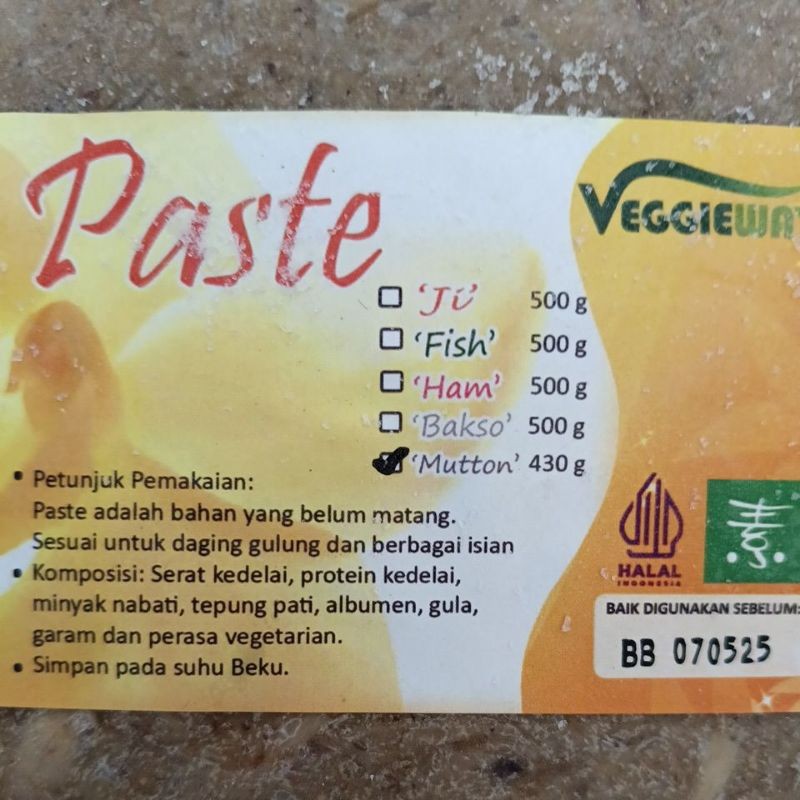 Paste
VEGGIEWA
'Ji' 500 g
'Fish' 500 g
'Ham' 500 g
'Bakso' 500 g
'Mutton' 430 g
• Petunjuk Pemakaian:
Paste adalah bahan yang belum matang.
Sesuai untuk daging gulung dan berbagai isian
• Komposisi: Serat kedelai, protein kedelai,
minyak nabati, tepung pati, albumen, gula,
garam dan perasa vegetarian.
• Simpan pada suhu Beku.
HALAL
INDONESIA
BAIK DIGUNAKAN SEBELUM:
BB 070525